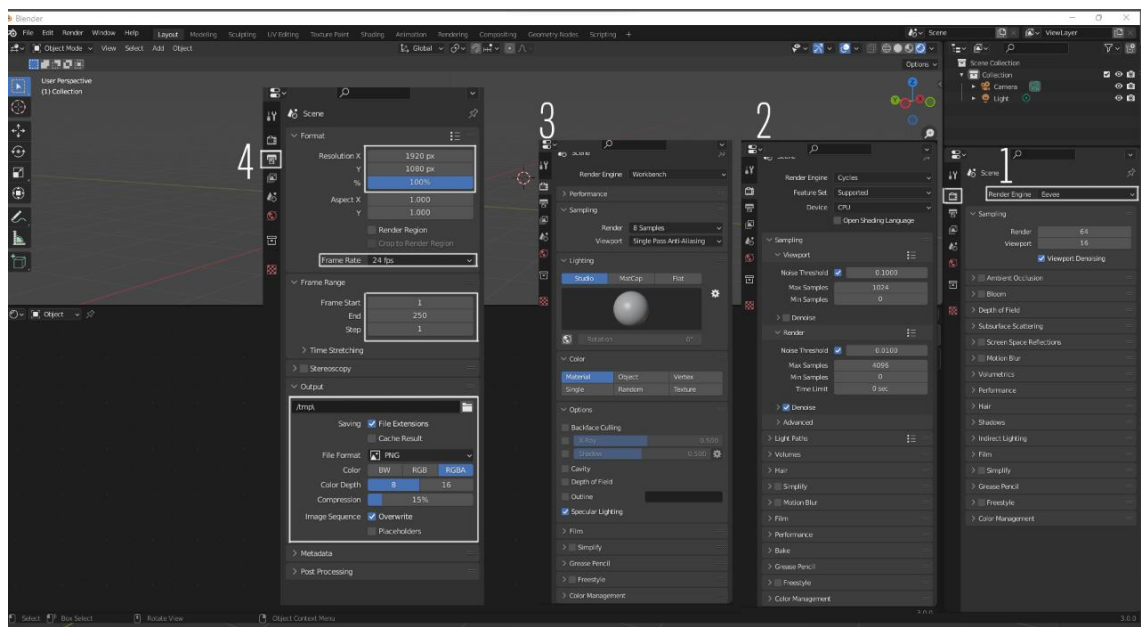 Blender
File Edit Render Window Help Layout Modeling Sculpting UV Editing Texture Paint Shading Animation Rendering Compositing Geometry Nodes Scripting +
Scene ViewLayer
Object Mode View Select Add Object Global
Options
User Perspective
(1) Collection
Scene Collection
Collection
Camera
Light
Object
4
Scene
Format
Resolution X 1920 px
Y 1080 px
% 100%
Aspect X 1.000
Y 1.000
Render Region
Crop to Render Region
Frame Rate 24 fps
Frame Range
Frame Start 1
End 250
Step 1
Time Stretching
Stereoscopy
Output
/tmp\
Saving File Extensions
Cache Result
File Format PNG
Color BW RGB RGBA
Color Depth 8 16
Compression 15%
Image Sequence Overwrite
Placeholders
Metadata
Post Processing
3
Scene
Render Engine Workbench
Performance
Sampling
Render 8 Samples
Viewport Single Pass Anti-Aliasing
Lighting
Studio MatCap Flat
Rotation 0°
Color
Material Object Vertex
Single Random Texture
Options
Backface Culling
X-Ray 0.500
Shadow 0.500
Cavity
Depth of Field
Outline
Specular Lighting
Film
Simplify
Grease Pencil
Freestyle
Color Management
2
Render Engine Cycles
Feature Set Supported
Device CPU
Open Shading Language
Sampling
Viewport
Noise Threshold 0.1000
Max Samples 1024
Min Samples 0
Denoise
Render
Noise Threshold 0.0100
Max Samples 4096
Min Samples 0
Time Limit 0 sec
Denoise
Advanced
Light Paths
Volumes
Hair
Simplify
Motion Blur
Film
Performance
Bake
Grease Pencil
Freestyle
Color Management
1
Scene
Render Engine Eevee
Sampling
Render 64
Viewport 16
Viewport Denoising
Ambient Occlusion
Bloom
Depth of Field
Subsurface Scattering
Screen Space Reflections
Motion Blur
Volumetrics
Performance
Hair
Shadows
Indirect Lighting
Film
Simplify
Grease Pencil
Freestyle
Color Management
Select Box Select Rotate View Object Context Menu
3.0.0